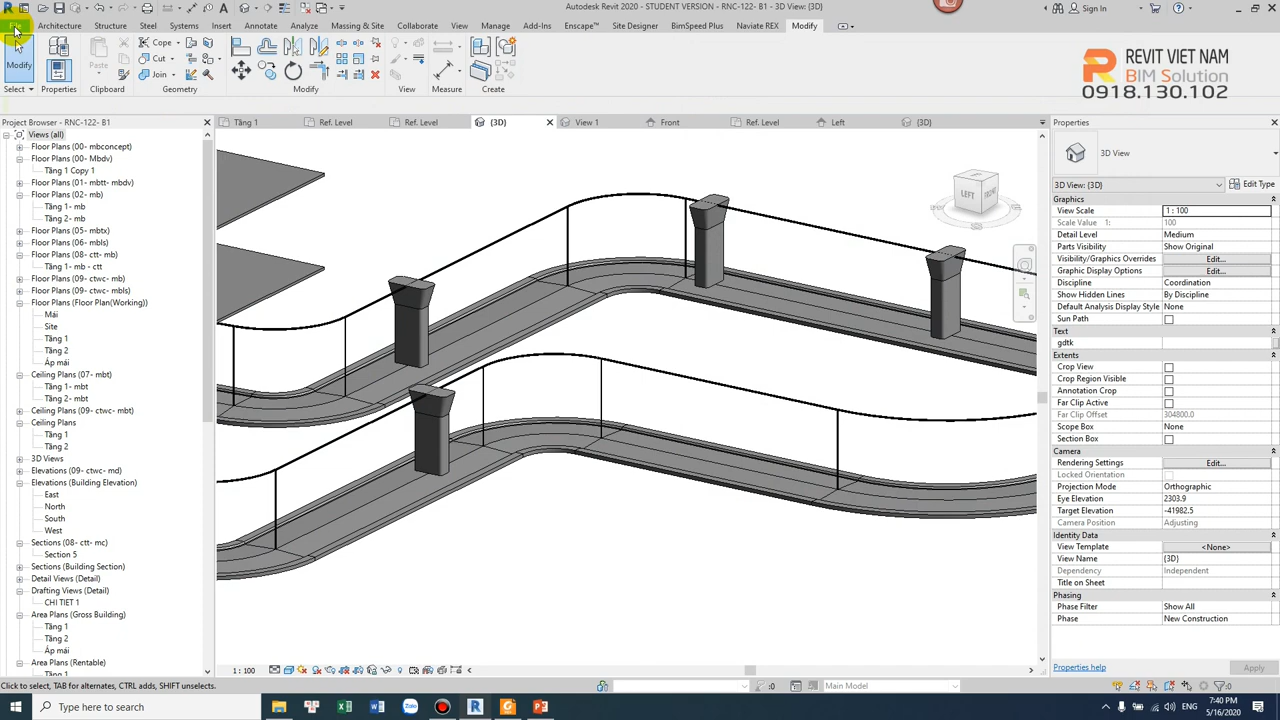 Autodesk Revit 2020 - STUDENT VERSION - RNC-122- B1 - 3D View: {3D}
Sign In
File Architecture Structure Steel Systems Insert Annotate Analyze Massing & Site Collaborate View Manage Add-Ins Enscape™ Site Designer BimSpeed Plus Naviate REX Modify
Modify
Paste
Cope
Cut
Join
Select Properties Clipboard Geometry Modify View Measure Create
REVIT VIET NAM
BIM Solution
0918.130.102
Project Browser - RNC-122- B1
Tầng 1 Ref. Level Ref. Level {3D} View 1 Front Ref. Level Left {3D}
Views (all)
Floor Plans (00- mbconcept)
Floor Plans (00- Mbdv)
Tầng 1 Copy 1
Floor Plans (01- mbtt- mbdv)
Floor Plans (02- mb)
Tầng 1- mb
Tầng 2- mb
Floor Plans (05- mbtx)
Floor Plans (06- mbls)
Floor Plans (08- ctt- mb)
Tầng 1- mb - ctt
Floor Plans (09- ctwc- mb)
Floor Plans (09- ctwc- mbls)
Floor Plans (Floor Plan(Working))
Mái
Site
Tầng 1
Tầng 2
Áp mái
Ceiling Plans (07- mbt)
Tầng 1- mbt
Tầng 2- mbt
Ceiling Plans (09- ctwc- mbt)
Ceiling Plans
Tầng 1
Tầng 2
3D Views
Elevations (09- ctwc- md)
Elevations (Building Elevation)
East
North
South
West
Sections (08- ctt- mc)
Section 5
Sections (Building Section)
Detail Views (Detail)
Drafting Views (Detail)
CHI TIET 1
Area Plans (Gross Building)
Tầng 1
Tầng 2
Áp mái
Area Plans (Rentable)
Tầng 1
LEFT
FRONT
Properties
3D View
3D View: {3D} Edit Type
Graphics
View Scale 1 : 100
Scale Value 1: 100
Detail Level Medium
Parts Visibility Show Original
Visibility/Graphics Overrides Edit...
Graphic Display Options Edit...
Discipline Coordination
Show Hidden Lines By Discipline
Default Analysis Display Style None
Sun Path
Text
gdtk
Extents
Crop View
Crop Region Visible
Annotation Crop
Far Clip Active
Far Clip Offset 304800.0
Scope Box None
Section Box
Camera
Rendering Settings Edit...
Locked Orientation
Projection Mode Orthographic
Eye Elevation 2303.9
Target Elevation -41982.5
Camera Position Adjusting
Identity Data
View Template <None>
View Name {3D}
Dependency Independent
Title on Sheet
Phasing
Phase Filter Show All
Phase New Construction
Properties help Apply
1 : 100
Click to select, TAB for alternates, CTRL adds, SHIFT unselects.
:0 Main Model :0
Type here to search
ENG
7:40 PM
5/16/2020